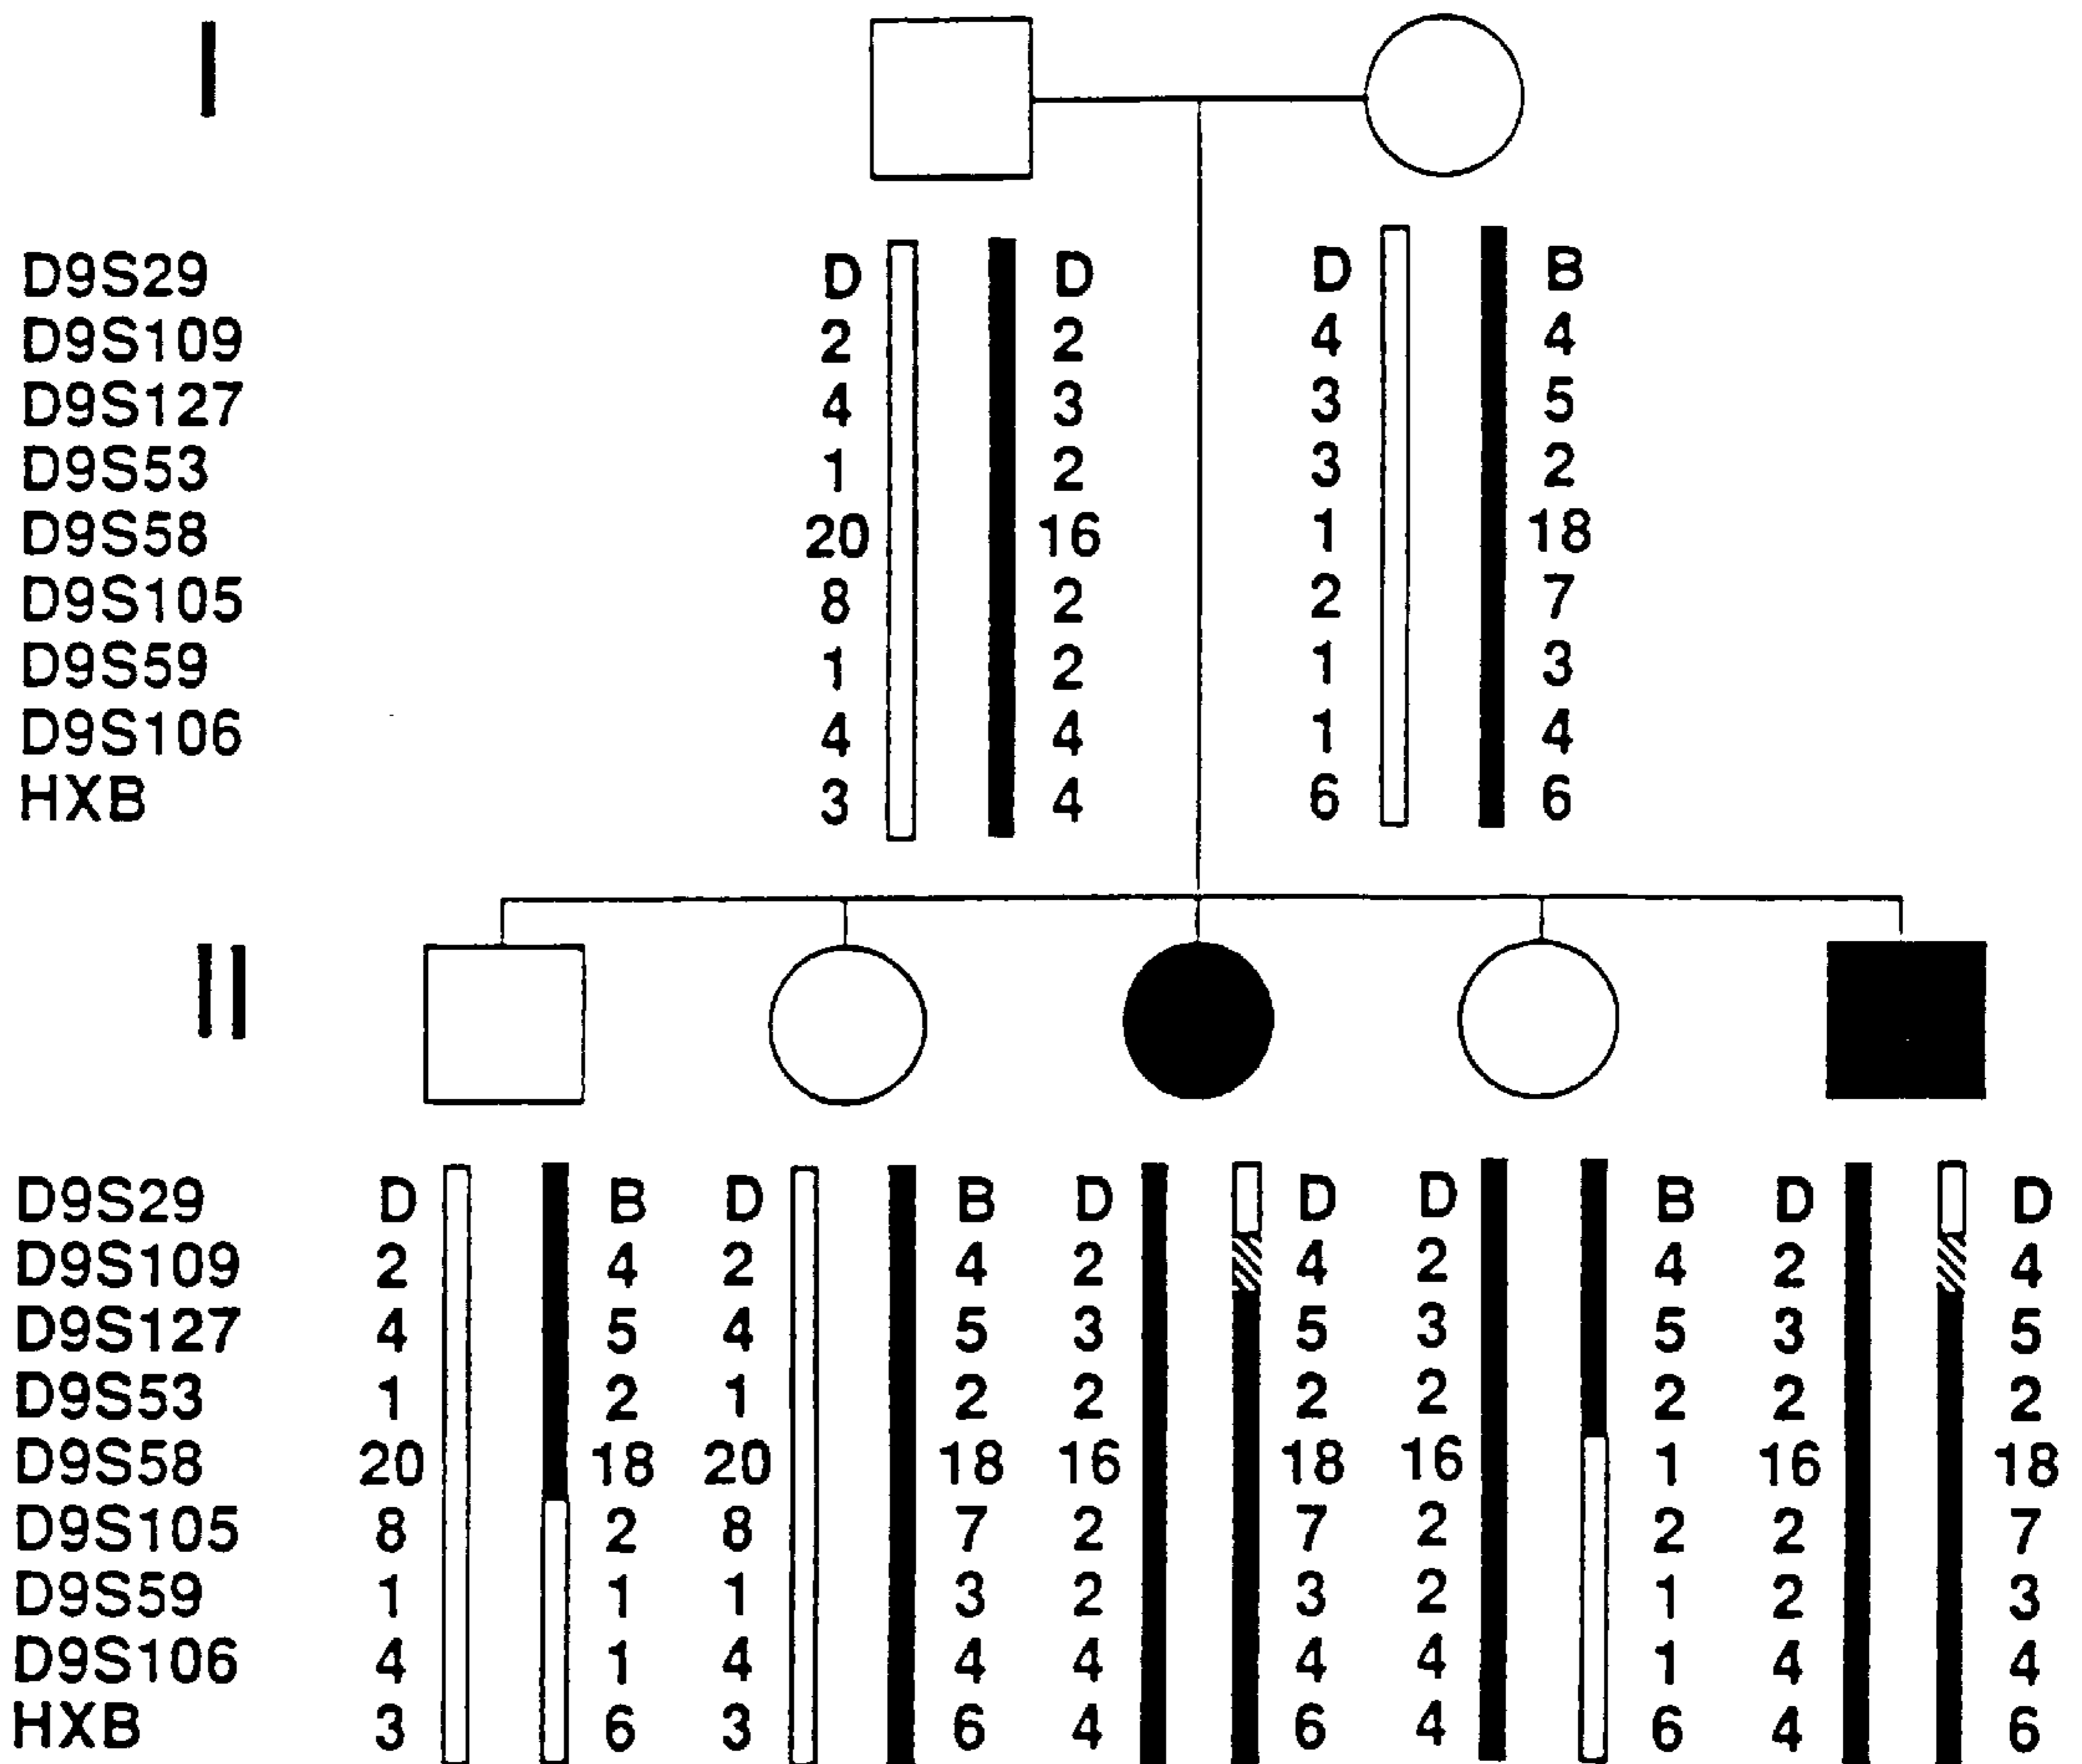 I
D9S29 D D D B
D9S109 2 2 4 4
D9S127 4 3 3 5
D9S53 1 2 3 2
D9S58 20 16 1 18
D9S105 8 2 2 7
D9S59 1 2 1 3
D9S106 4 4 1 4
HXB 3 4 6 6
II
D9S29 D B D B D D D B D D
D9S109 2 4 2 4 2 4 2 4 2 4
D9S127 4 5 4 5 3 5 3 5 3 5
D9S53 1 2 1 2 2 2 2 2 2 2
D9S58 20 18 20 18 16 18 16 1 16 18
D9S105 8 2 8 7 2 7 2 2 2 7
D9S59 1 1 1 3 2 3 2 1 2 3
D9S106 4 1 4 4 4 4 4 1 4 4
HXB 3 6 3 6 4 6 4 6 4 6